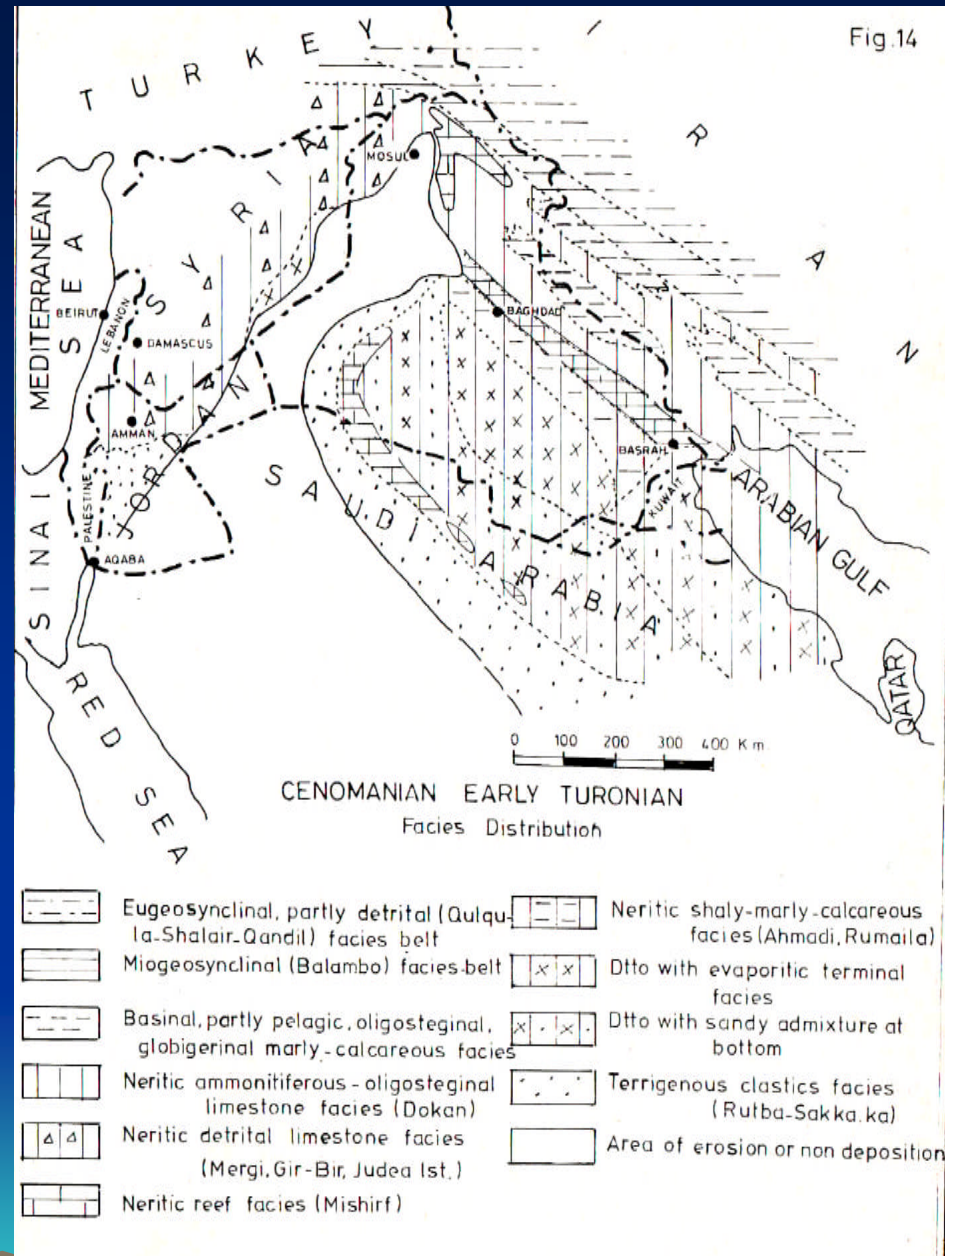 Fig.14
TURKEY
IRAN
SYRIA
MOSUL
MEDITERRANEAN
SEA
BEIRUT
LEBANON
DAMASCUS
BAGHDAD
AMMAN
JORDAN
PALESTINE
BASRAH
KUWAIT
SAUDI ARABIA
ARABIAN GULF
AQABA
SINAI
QATAR
RED SEA
0 100 200 300 400 Km.
CENOMANIAN EARLY TURONIAN
Facies Distribution
Eugeosynclinal, partly detrital (Qulqu-
la-Shalair-Qandil) facies belt
Miogeosynclinal (Balambo) facies-belt
Basinal, partly pelagic, oligosteginal,
globigerinal marly-calcareous facies
Neritic ammonitiferous-oligosteginal
limestone facies (Dokan)
Neritic detrital limestone facies
(Mergi, Gir-Bir, Judea lst.)
Neritic reef facies (Mishirf)
Neritic shaly-marly-calcareous
facies (Ahmadi, Rumaila)
Dtto with evaporitic terminal
facies
Dtto with sandy admixture at
bottom
Terrigenous clastics facies
(Rutba-Sakka.ka)
Area of erosion or non deposition